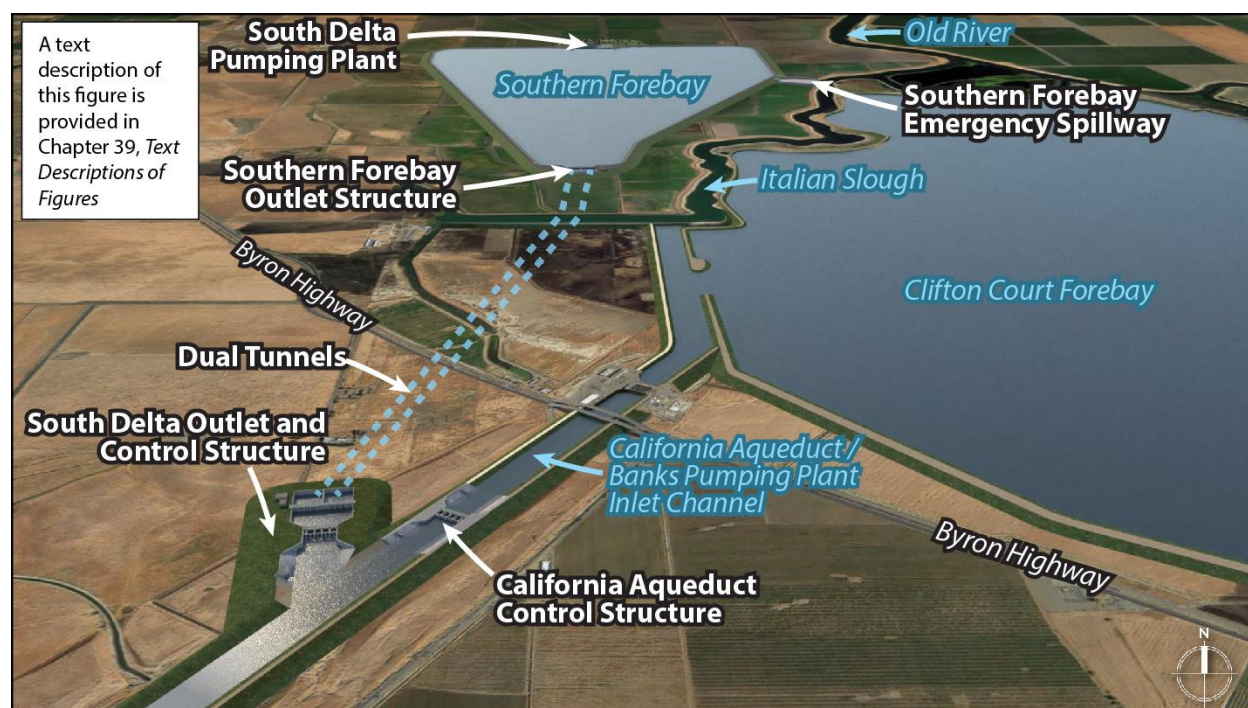 A text
description of
this figure is
provided in
Chapter 39, Text
Descriptions of
Figures
South Delta
Pumping Plant
Old River
Southern Forebay
Southern Forebay
Emergency Spillway
Southern Forebay
Outlet Structure
Italian Slough
Byron Highway
Clifton Court Forebay
Dual Tunnels
South Delta Outlet and
Control Structure
California Aqueduct /
Banks Pumping Plant
Inlet Channel
Byron Highway
California Aqueduct
Control Structure
N